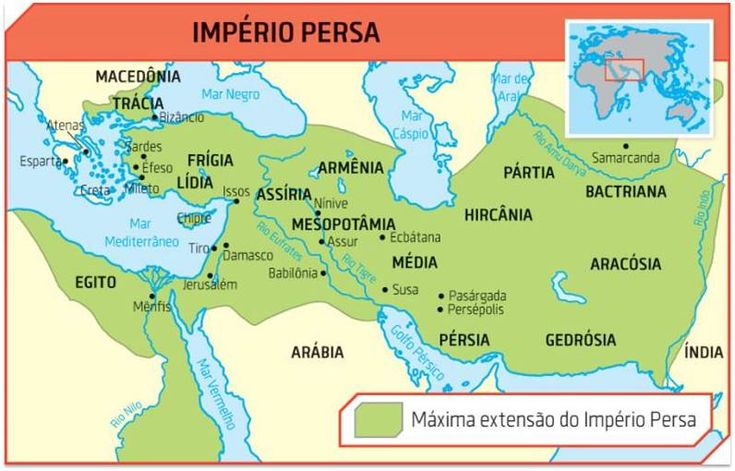 IMPÉRIO PERSA
MACEDÔNIA
TRÁCIA
Bizâncio
Mar Negro
Mar
Cáspio
Mar de
Aral
Rio Amu Darya
Samarcanda
Atenas
Esparta
Sardes
Éfeso
Mileto
Creta
FRÍGIA
LÍDIA
Issos
ARMÊNIA
ASSÍRIA
Nínive
MESOPOTÂMIA
Assur
Ecbátana
PÁRTIA
BACTRIANA
HIRCÂNIA
Rio Indo
Mar
Mediterrâneo
Chipre
Tiro
Damasco
Jerusalém
Rio Eufrates
Rio Tigre
Babilônia
MÉDIA
Susa
Pasárgada
Persépolis
ARACÓSIA
EGITO
Mênfis
ARÁBIA
Golfo Pérsico
PÉRSIA
GEDRÓSIA
ÍNDIA
Rio Nilo
Mar Vermelho
Máxima extensão do Império Persa